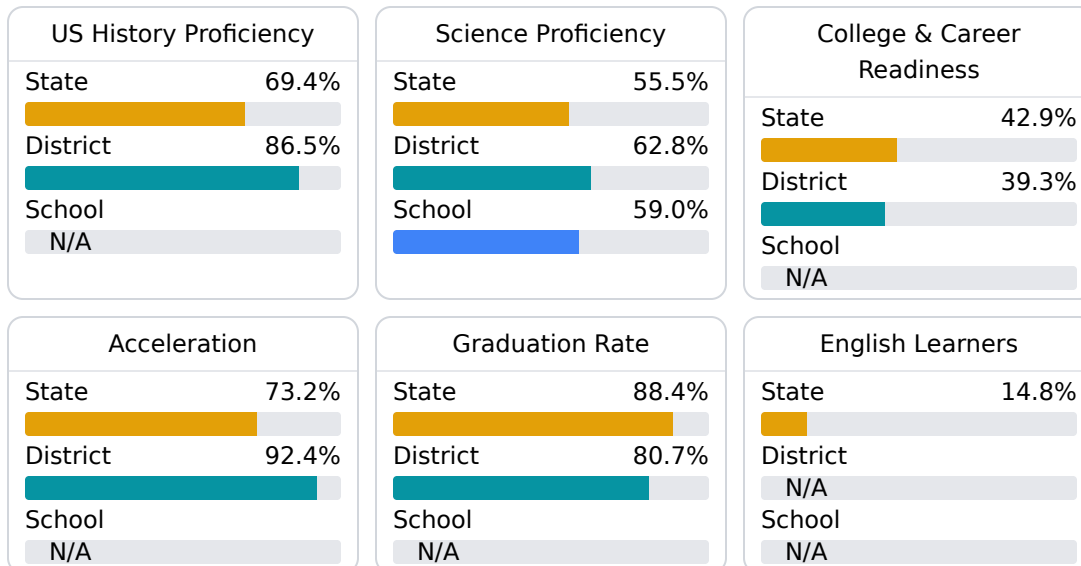 US History Proficiency
State 69.4%
District 86.5%
School
N/A
Science Proficiency
State 55.5%
District 62.8%
School 59.0%
College & Career
Readiness
State 42.9%
District 39.3%
School
N/A
Acceleration
State 73.2%
District 92.4%
School
N/A
Graduation Rate
State 88.4%
District 80.7%
School
N/A
English Learners
State 14.8%
District
N/A
School
N/A